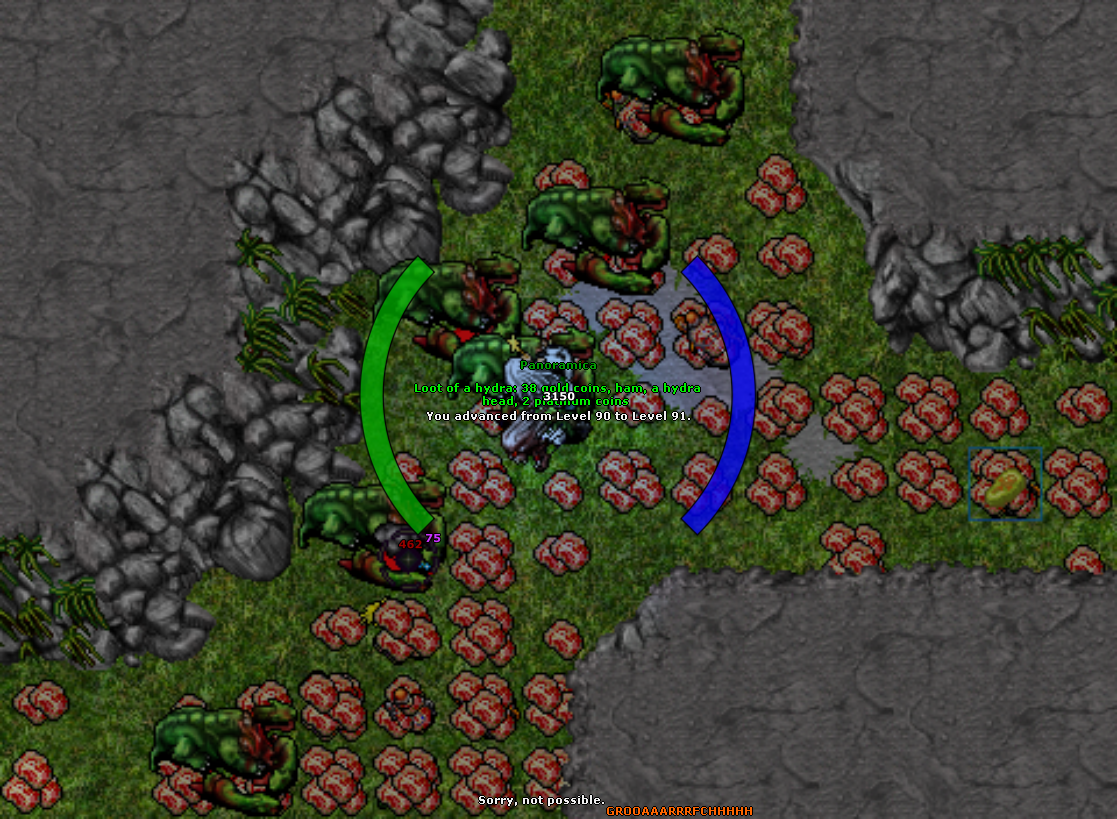 Panoramica
Loot of a hydra: 38 gold coins, ham, a hydra
head, 2 platinum coins
3150
You advanced from Level 90 to Level 91.
75
462
Sorry, not possible.
GROOAAARRRFCHHHHH